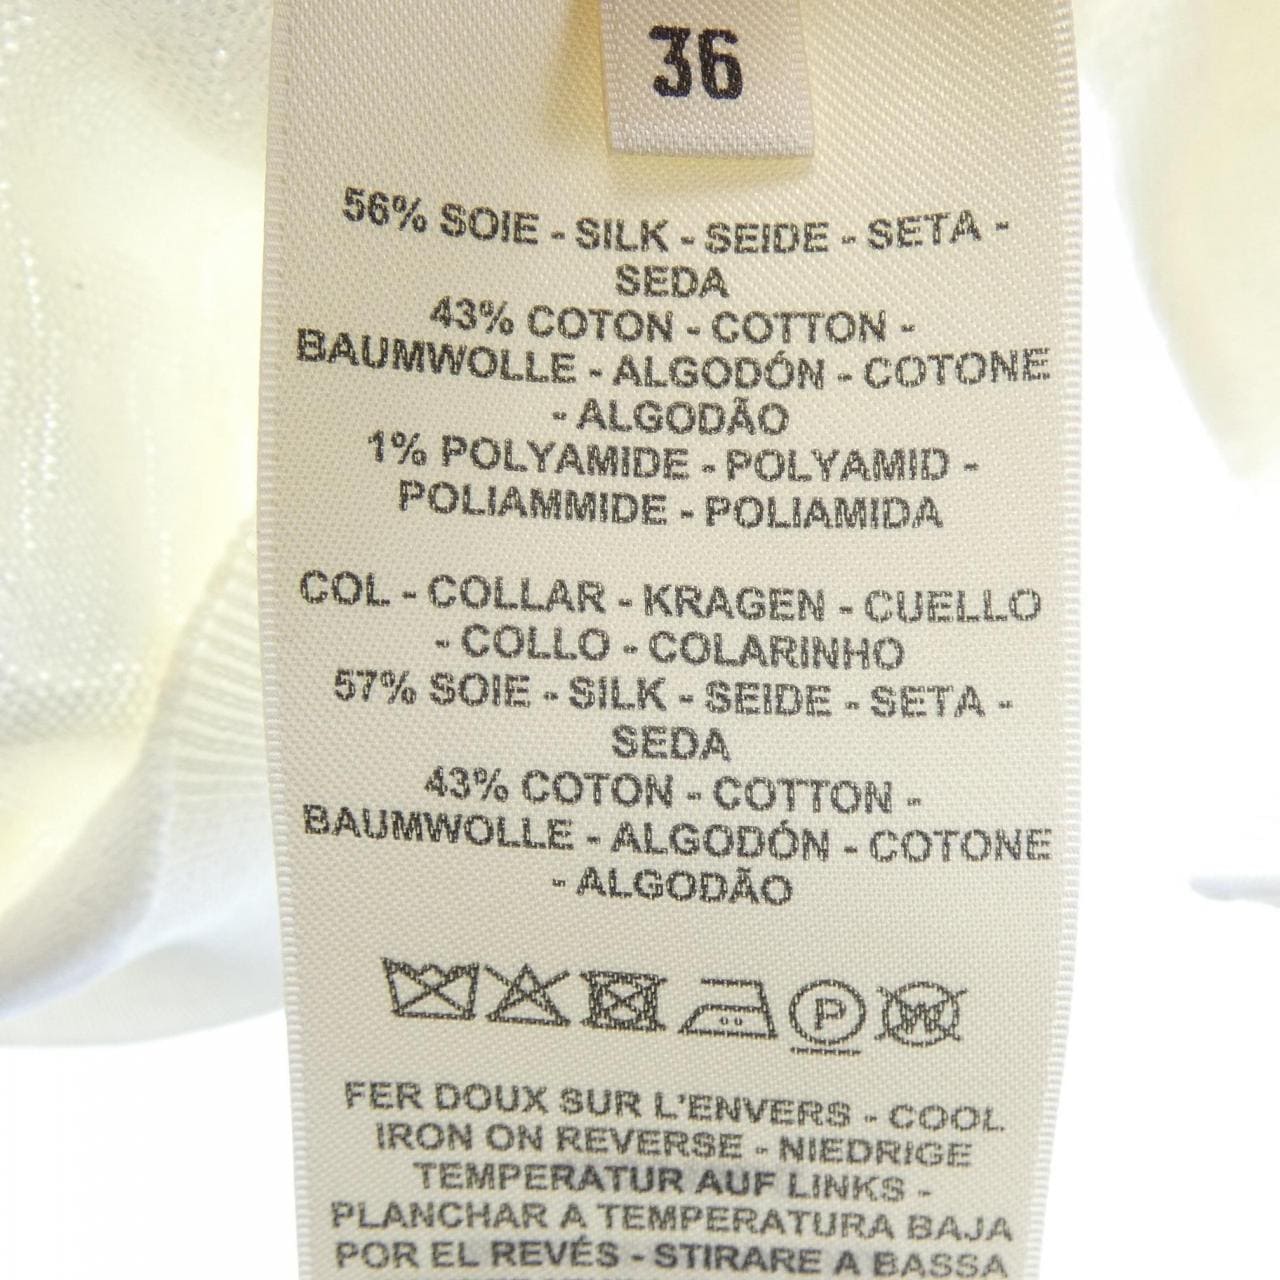 36
56% SOIE - SILK - SEIDE - SETA -
SEDA
43% COTON - COTTON -
BAUMWOLLE - ALGODÓN - COTONE
- ALGODÃO
1% POLYAMIDE - POLYAMID -
POLIAMMIDE - POLIAMIDA
COL - COLLAR - KRAGEN - CUELLO
- COLLO - COLARINHO
57% SOIE - SILK - SEIDE - SETA -
SEDA
43% COTON - COTTON -
BAUMWOLLE - ALGODÓN - COTONE
- ALGODÃO
P W
FER DOUX SUR L'ENVERS - COOL
IRON ON REVERSE - NIEDRIGE
TEMPERATUR AUF LINKS -
PLANCHAR A TEMPERATURA BAJA
POR EL REVÉS - STIRARE A BASSA